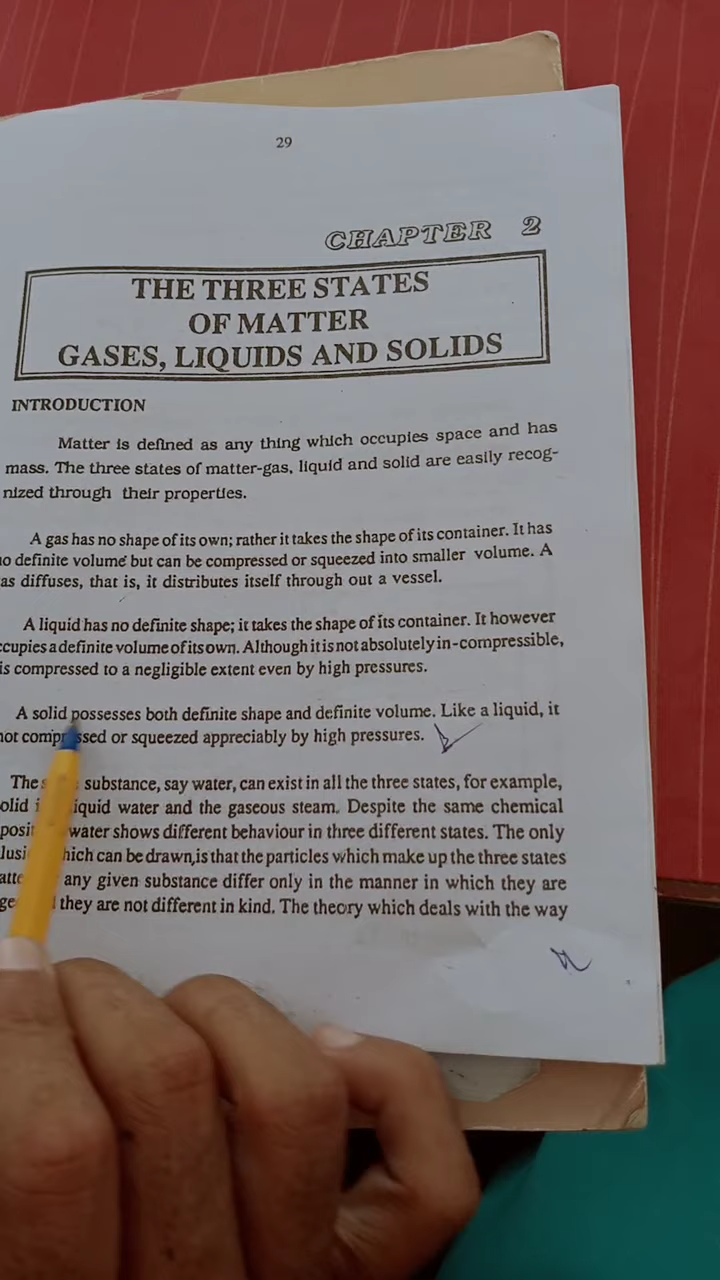 29
CHAPTER 2
THE THREE STATES
OF MATTER
GASES, LIQUIDS AND SOLIDS
INTRODUCTION
Matter is defined as any thing which occupies space and has
mass. The three states of matter-gas, liquid and solid are easily recog-
nized through their properties.
A gas has no shape of its own; rather it takes the shape of its container. It has
definite volume but can be compressed or squeezed into smaller volume. A
diffuses, that is, it distributes itself through out a vessel.
A liquid has no definite shape; it takes the shape of its container. It however
a definite volume of its own. Although it is not absolutely in-compressible,
is compressed to a negligible extent even by high pressures.
A solid possesses both definite shape and definite volume. Like a liquid, it
or squeezed appreciably by high pressures.
The substance, say water, can exist in all the three states, for example,
water and the gaseous steam. Despite the same chemical
water shows different behaviour in three different states. The only
which can be drawn, is that the particles which make up the three states
any given substance differ only in the manner in which they are
they are not different in kind. The theory which deals with the way